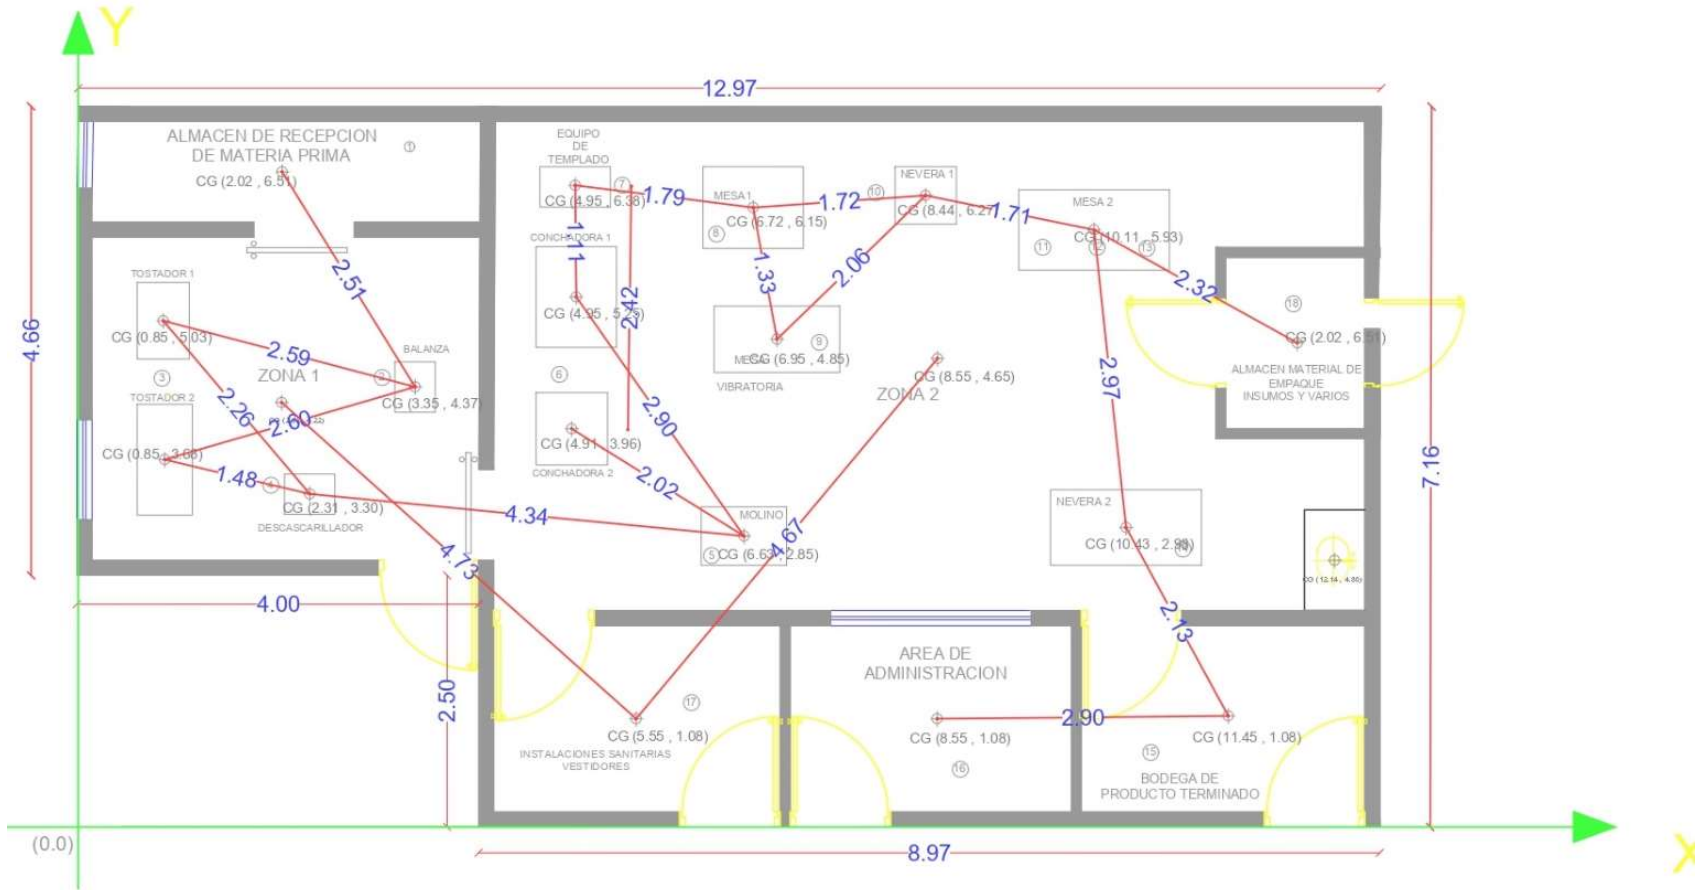 Y
12.97
ALMACEN DE RECEPCION
DE MATERIA PRIMA
1
CG (2.02 , 6.51)
EQUIPO
DE
TEMPLADO
7
CG (4.95 , 6.38)
1.79
MESA 1
CG (6.72 , 6.15)
8
1.72
10
NEVERA 1
CG (8.44 , 6.27)
1.71
MESA 2
CG (10.11 , 5.93)
11
12
13
CONCHADORA 1
1.11
2.42
CG (4.95 , 5.25)
1.33
2.06
2.51
2.32
18
CG (2.02 , 6.51)
ALMACEN MATERIAL DE
EMPAQUE
INSUMOS Y VARIOS
4.66
TOSTADOR 1
CG (0.85 , 5.03)
2.59
ZONA 1
BALANZA
2
CG (3.35 , 4.37)
3
TOSTADOR 2
2.26
2.60
CG (0.85 , 3.68)
1.48
4
CG (2.31 , 3.30)
DESCASCARILLADOR
6
CG (4.91 , 3.96)
CONCHADORA 2
2.90
2.02
9
CG (6.95 , 4.85)
VIBRATORIA
CG (8.55 , 4.65)
ZONA 2
2.97
7.16
4.34
MOLINO
5
CG (6.63 , 2.85)
4.67
NEVERA 2
CG (10.43 , 2.98)
4.73
4.00
2.50
2.13
17
CG (5.55 , 1.08)
INSTALACIONES SANITARIAS
VESTIDORES
AREA DE
ADMINISTRACION
CG (8.55 , 1.08)
16
2.90
CG (11.45 , 1.08)
15
BODEGA DE
PRODUCTO TERMINADO
(0.0)
8.97
X